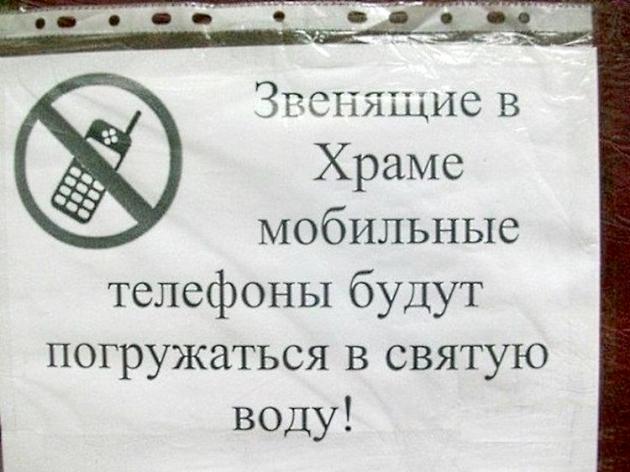 Звенящие в
Храме
мобильные
телефоны будут
погружаться в святую
воду!